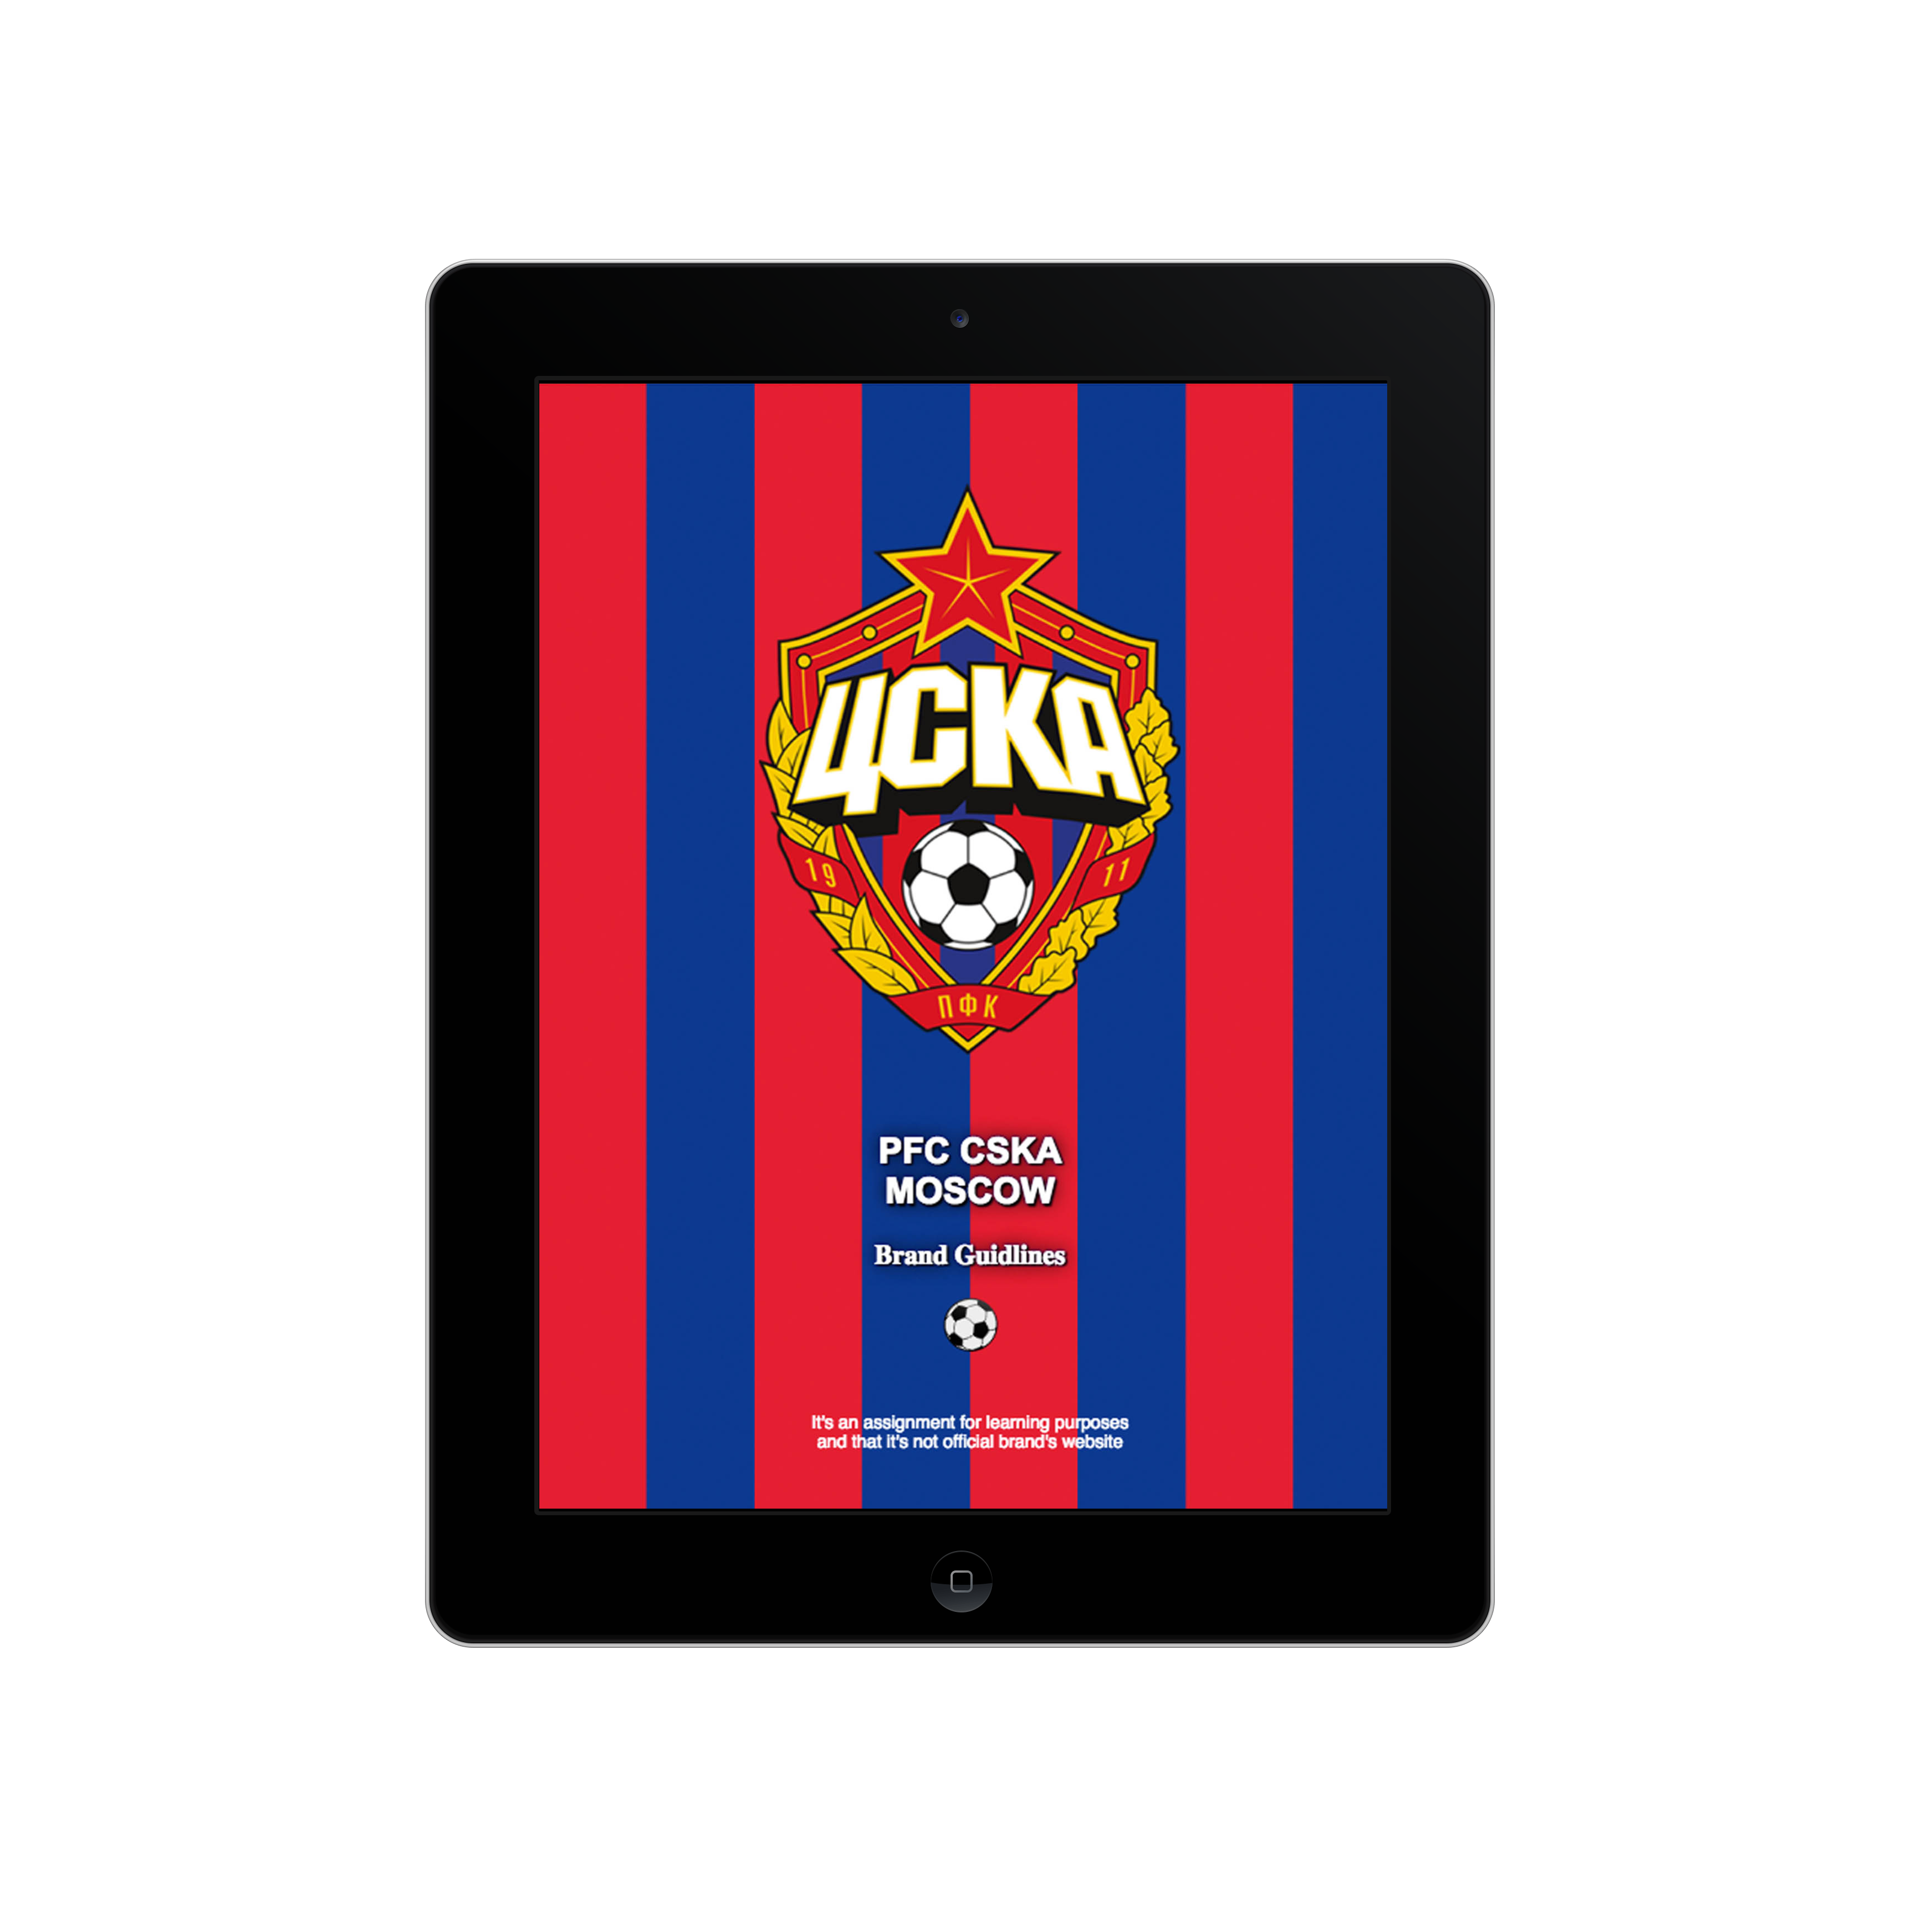 ЦСКА
19 11
ПФК
PFC CSKA
MOSCOW
Brand Guidlines
It's an assignment for learning purposes
and that it's not official brand's website